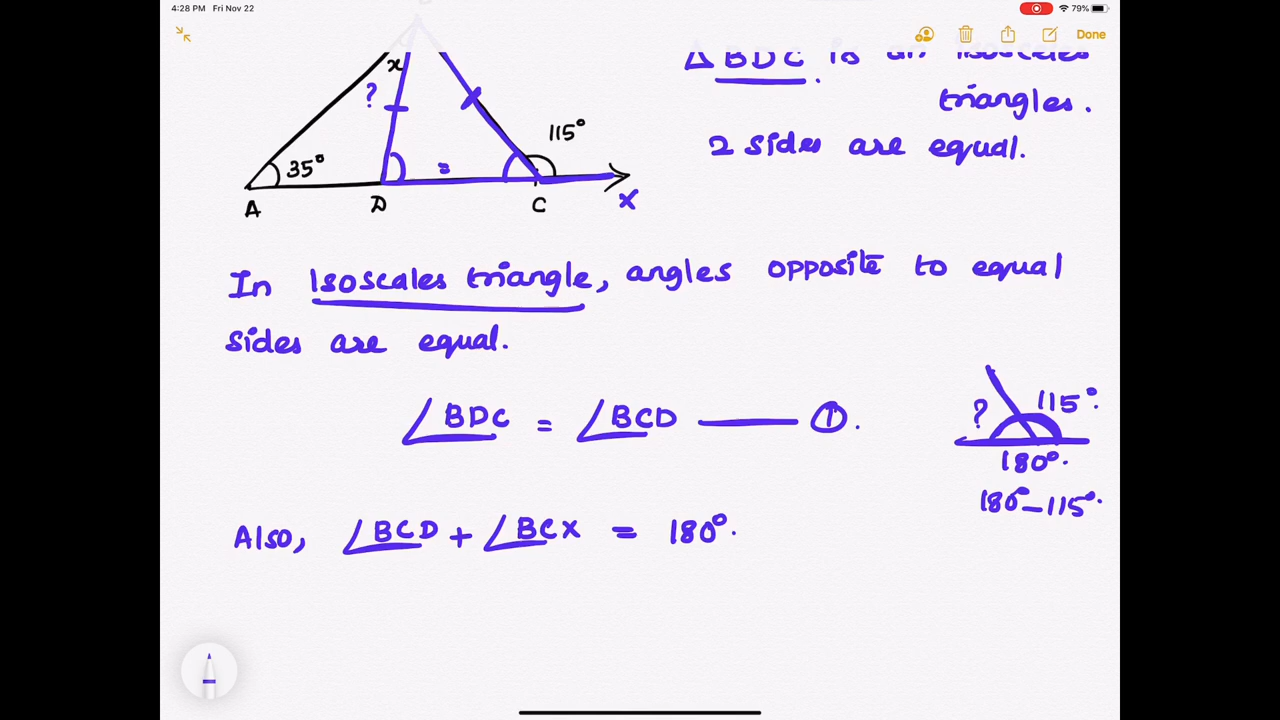 4:28 PM Fri Nov 22
79%
Done
x
?
115°
35°
=
A
D
C
X
△BDC is an isosceles
triangles.
2 sides are equal.
In Isoscales triangle, angles opposite to equal
sides are equal.
∠BDC = ∠BCD —— ①.
? 115°.
180°.
180°–115°.
Also, ∠BCD + ∠BCX = 180°.